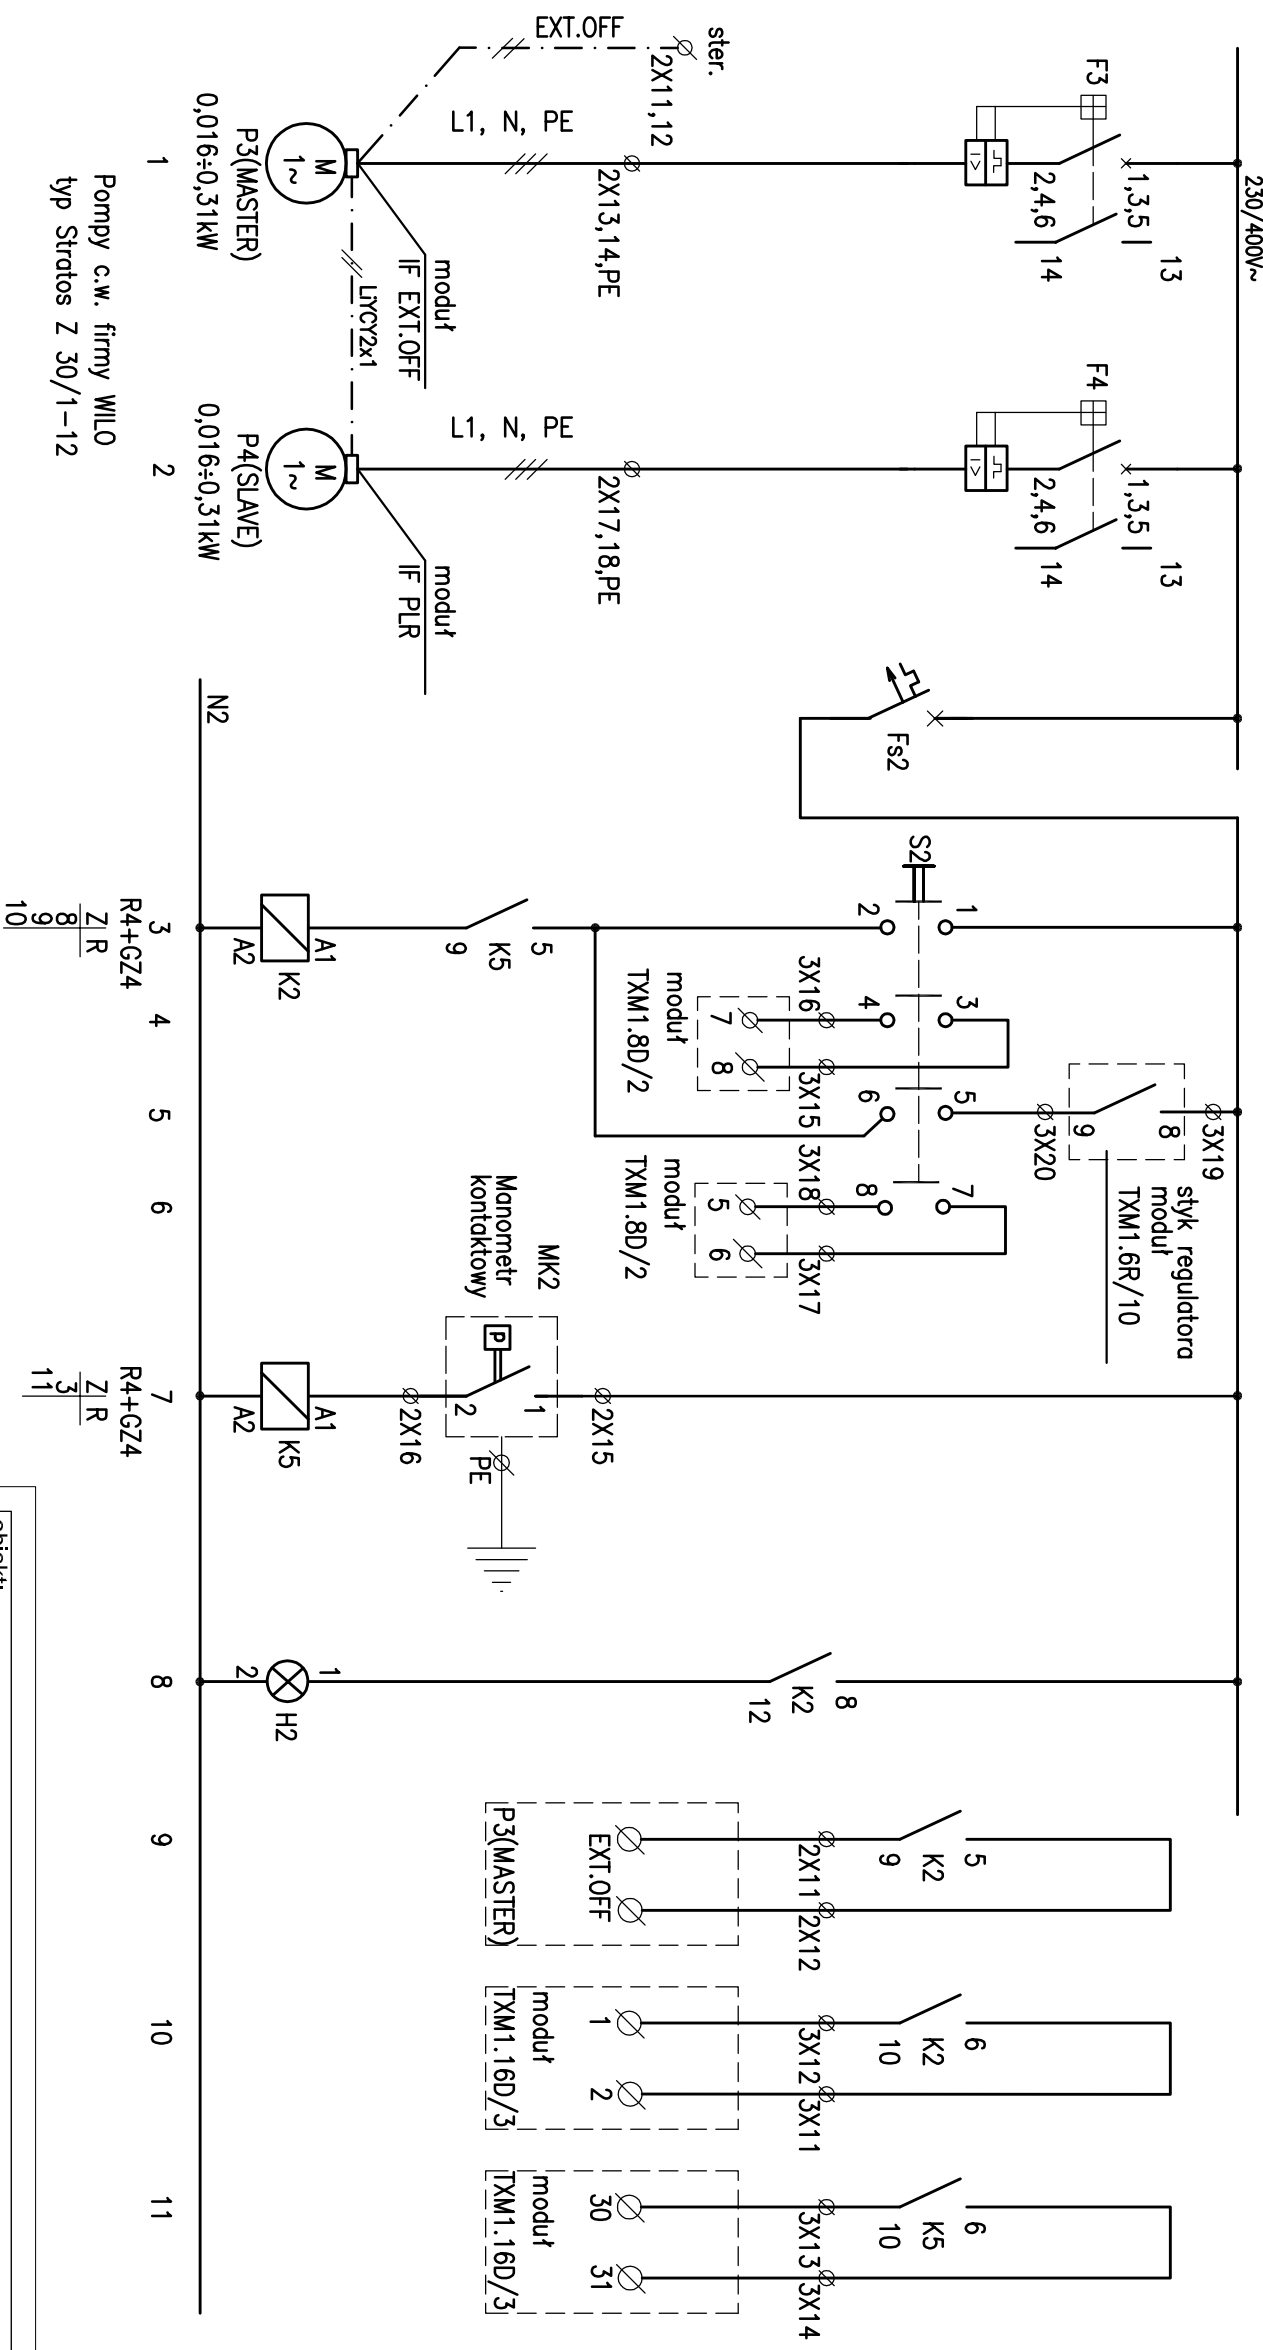 230/400V~
F3
1,3,5
2,4,6
13
14
ster.
EXT.OFF
2X11,12
L1, N, PE
2X13,14,PE
moduł
IF EXT.OFF
LiYCY2x1
M
1~
P3(MASTER)
0,016÷0,31kW
1
F4
1,3,5
2,4,6
13
14
L1, N, PE
2X17,18,PE
moduł
IF PLR
M
1~
P4(SLAVE)
0,016÷0,31kW
2
Pompy c.w. firmy WILO
typ Stratos Z 30/1-12
N2
Fs2
S2
1
2
3
4
5
6
7
8
3X19
8
9
3X20
styk regulatora
moduł
TXM1.6R/10
3X16
3X15
7
8
moduł
TXM1.8D/2
3X18
3X17
5
6
moduł
TXM1.8D/2
5
K5
9
A1
K2
A2
3
R4+GZ4
Z R
8
9
10
4
5
6
2X15
MK2
Manometr
kontaktowy
P
1
2
PE
2X16
A1
K5
A2
7
R4+GZ4
Z R
3
11
8
K2
12
1
H2
2
8
5
K2
9
2X11
2X12
EXT.OFF
P3(MASTER)
9
6
K2
10
3X12
3X11
1
2
moduł
TXM1.16D/3
10
6
K5
10
3X13
3X14
30
31
moduł
TXM1.16D/3
11